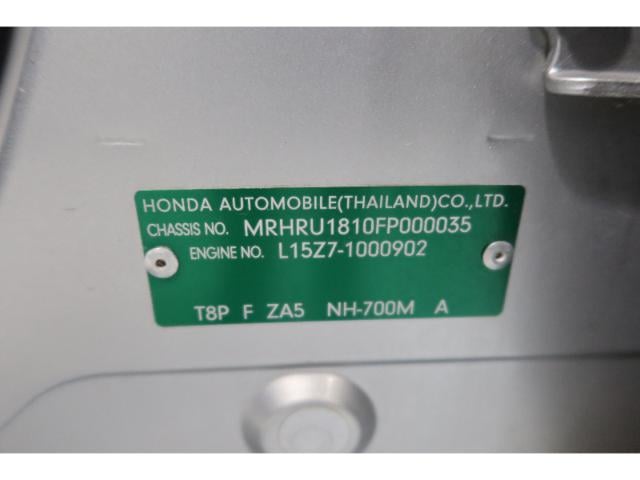 HONDA AUTOMOBILE(THAILAND)CO.,LTD.
CHASSIS NO. MRHRU1810FP000035
ENGINE NO. L15Z7-1000902
T8P F ZA5 NH-700M A